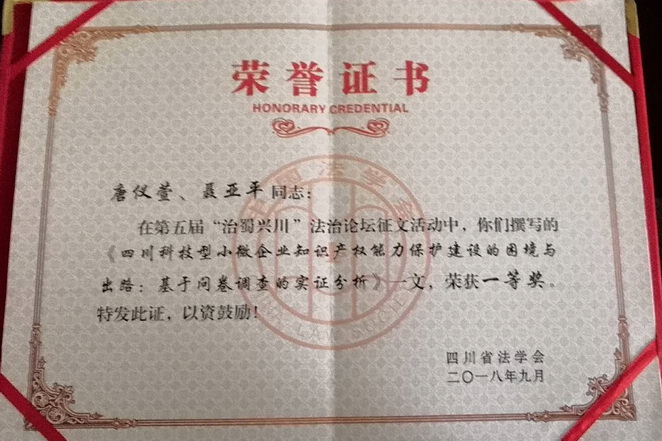 荣誉证书
HONORARY CREDENTIAL
唐仪萱、聂亚平同志：
在第五届“治蜀兴川”法治论坛征文活动中，你们撰写的
《四川科技型小微企业知识产权能力保护建设的困境与
出路：基于问卷调查的实证分析》一文，荣获一等奖。
特发此证，以资鼓励！
四川省法学会
二〇一八年九月